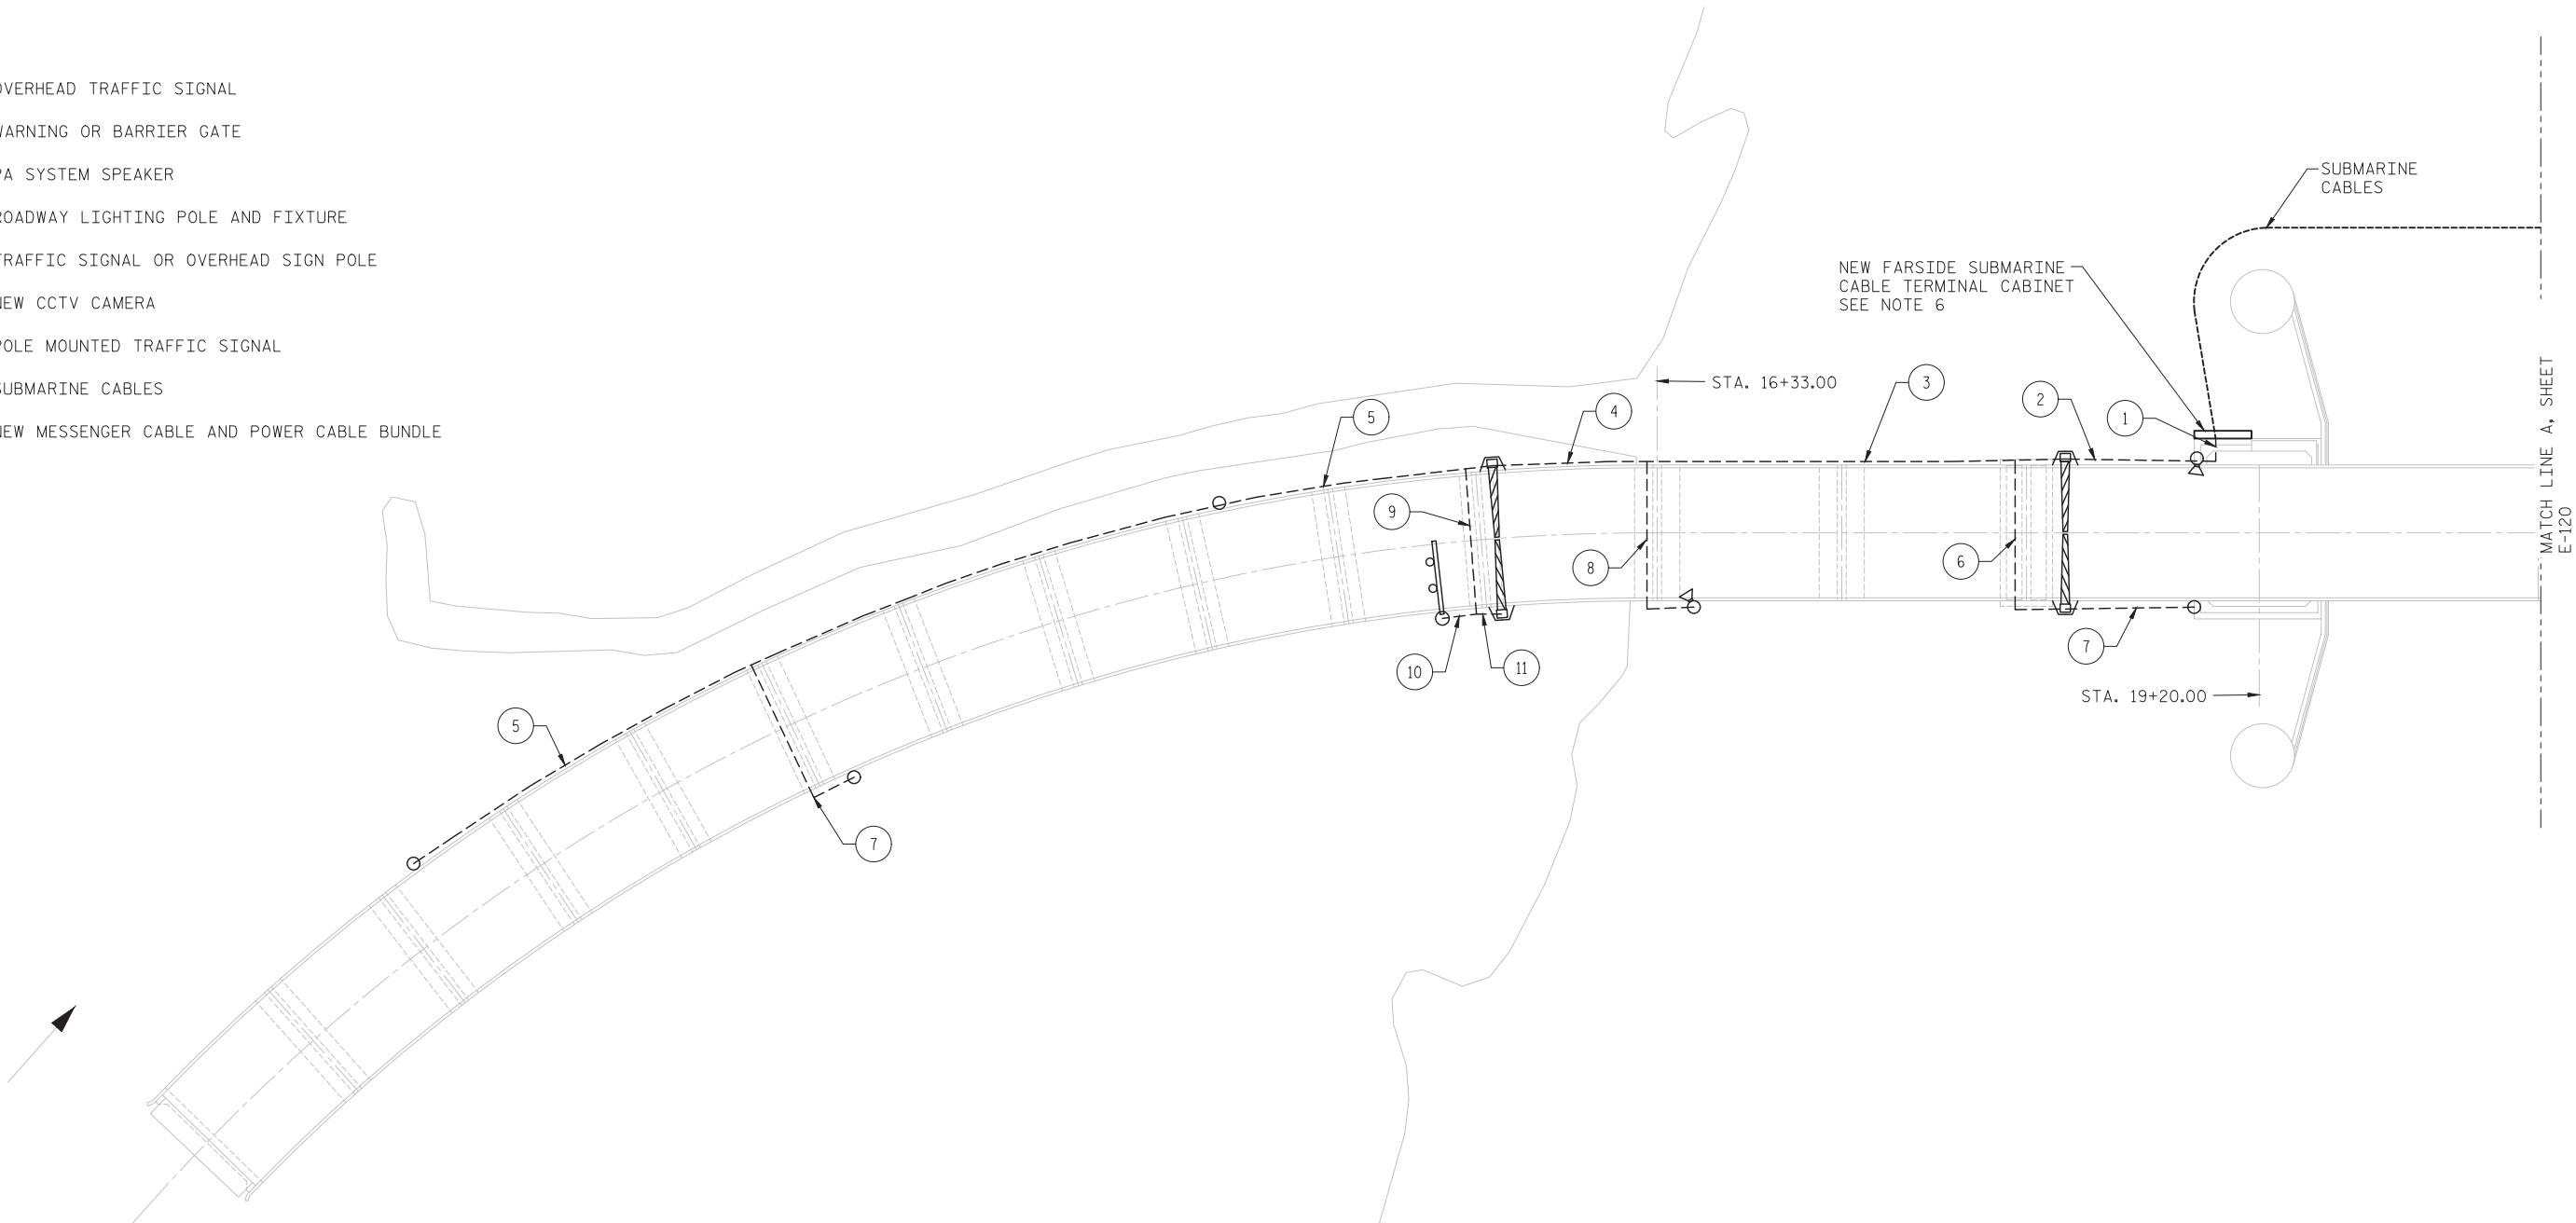 OVERHEAD TRAFFIC SIGNAL
WARNING OR BARRIER GATE
PA SYSTEM SPEAKER
ROADWAY LIGHTING POLE AND FIXTURE
TRAFFIC SIGNAL OR OVERHEAD SIGN POLE
NEW CCTV CAMERA
POLE MOUNTED TRAFFIC SIGNAL
SUBMARINE CABLES
NEW MESSENGER CABLE AND POWER CABLE BUNDLE
SUBMARINE
CABLES
NEW FARSIDE SUBMARINE
CABLE TERMINAL CABINET
SEE NOTE 6
STA. 16+33.00
3
2
1
4
5
9
8
6
10
11
7
STA. 19+20.00
5
7
MATCH LINE A, SHEET
E-120